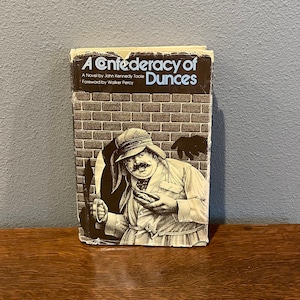 A Confederacy of
Dunces
A Novel by John Kennedy Toole
Foreword by Walker Percy